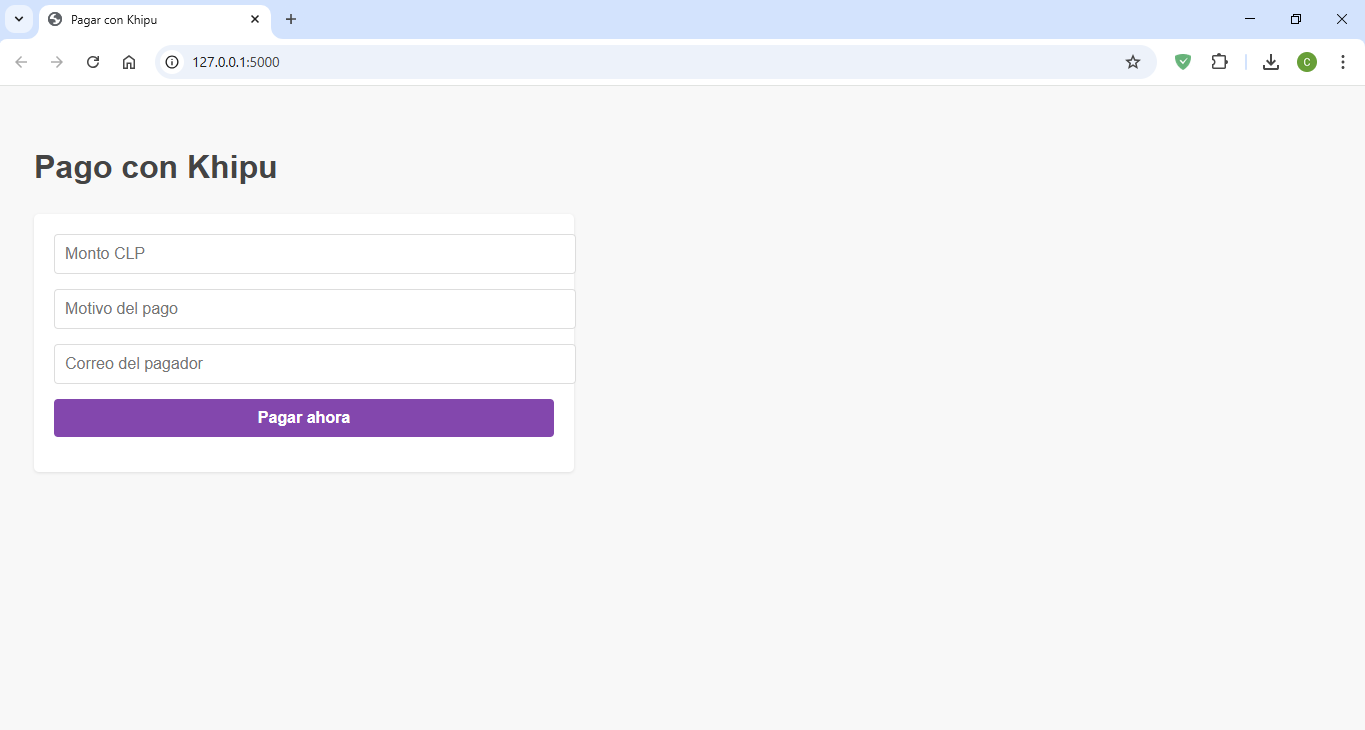 Pagar con Khipu
127.0.0.1:5000
C
Pago con Khipu
Monto CLP
Motivo del pago
Correo del pagador
Pagar ahora